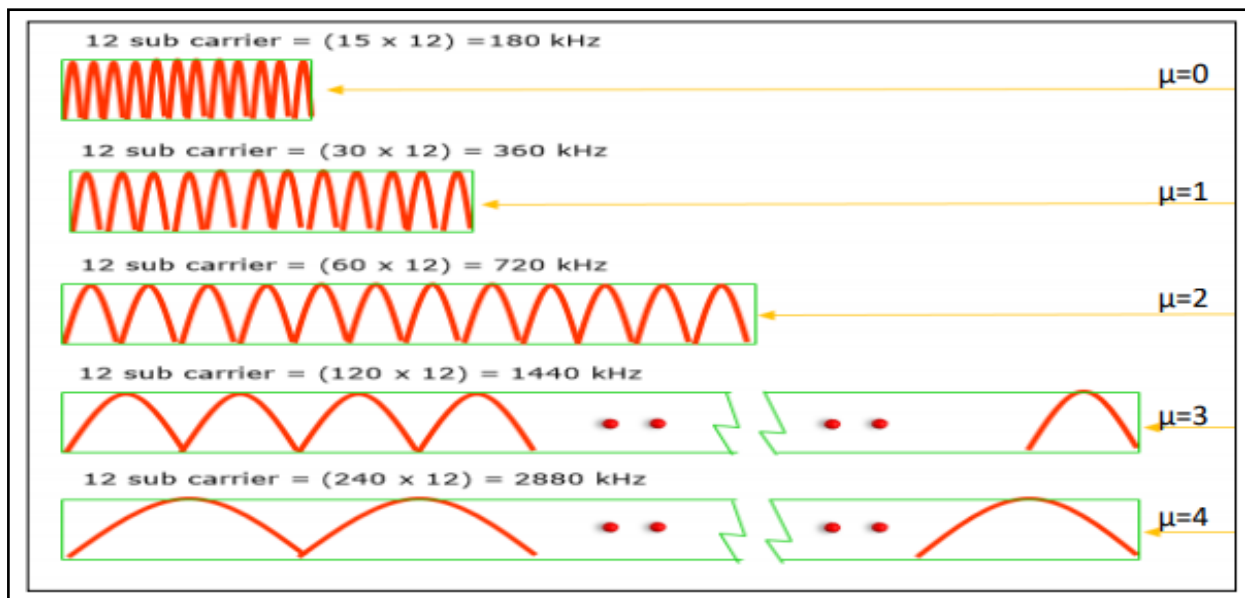 12 sub carrier = (15 x 12) =180 kHz
μ=0
12 sub carrier = (30 x 12) = 360 kHz
μ=1
12 sub carrier = (60 x 12) = 720 kHz
μ=2
12 sub carrier = (120 x 12) = 1440 kHz
μ=3
12 sub carrier = (240 x 12) = 2880 kHz
μ=4